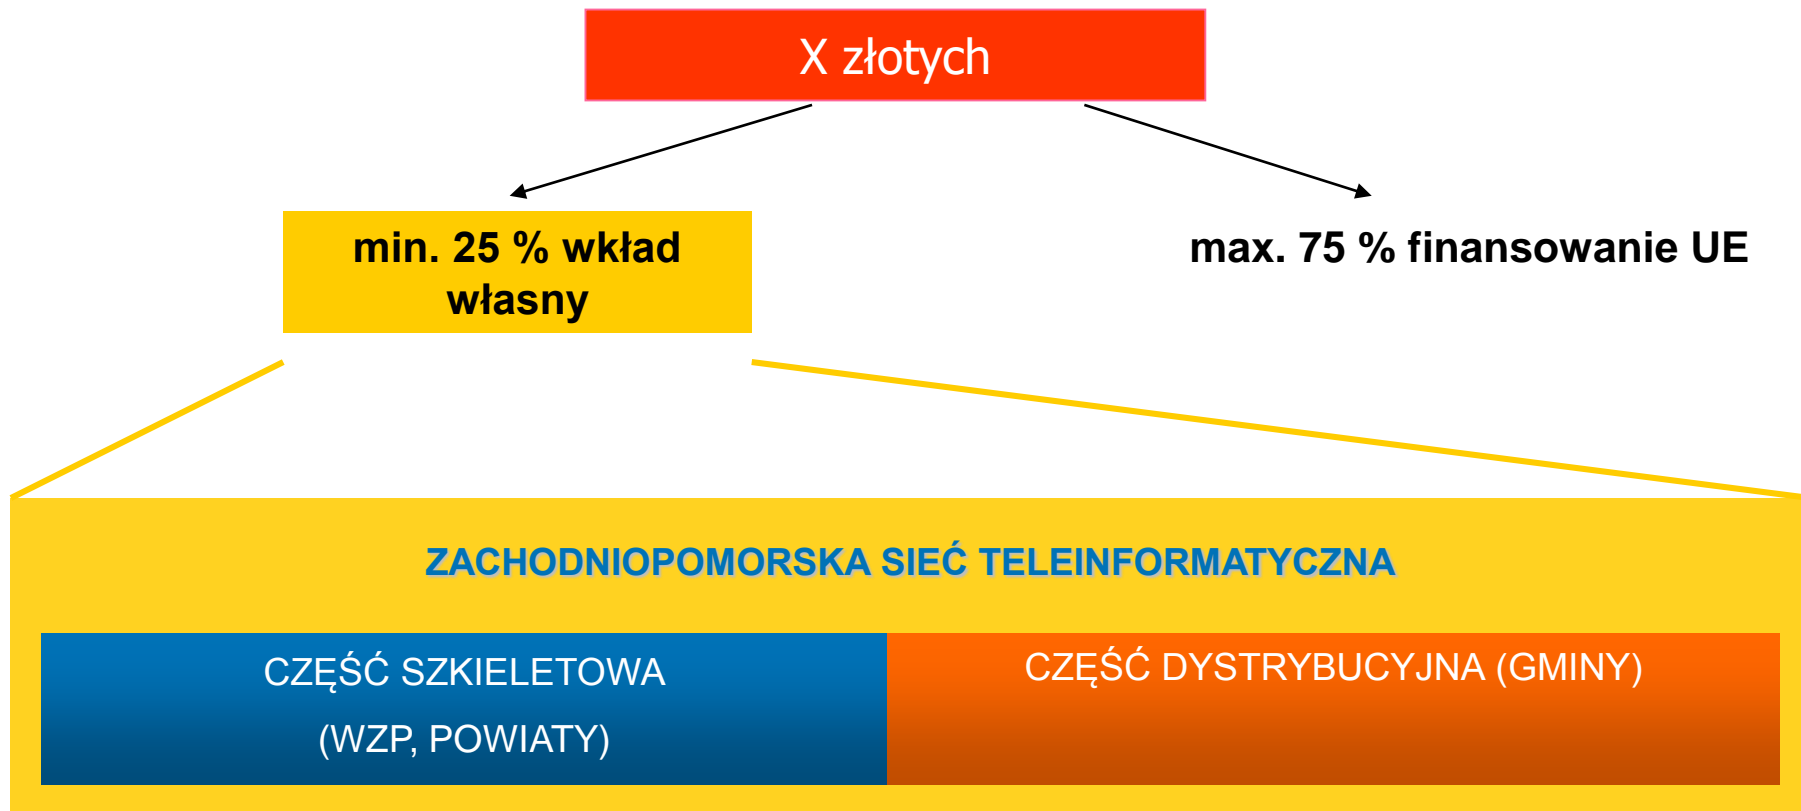 X złotych
min. 25 % wkład
własny
max. 75 % finansowanie UE
ZACHODNIOPOMORSKA SIEĆ TELEINFORMATYCZNA
CZĘŚĆ SZKIELETOWA
(WZP, POWIATY)
CZĘŚĆ DYSTRYBUCYJNA (GMINY)